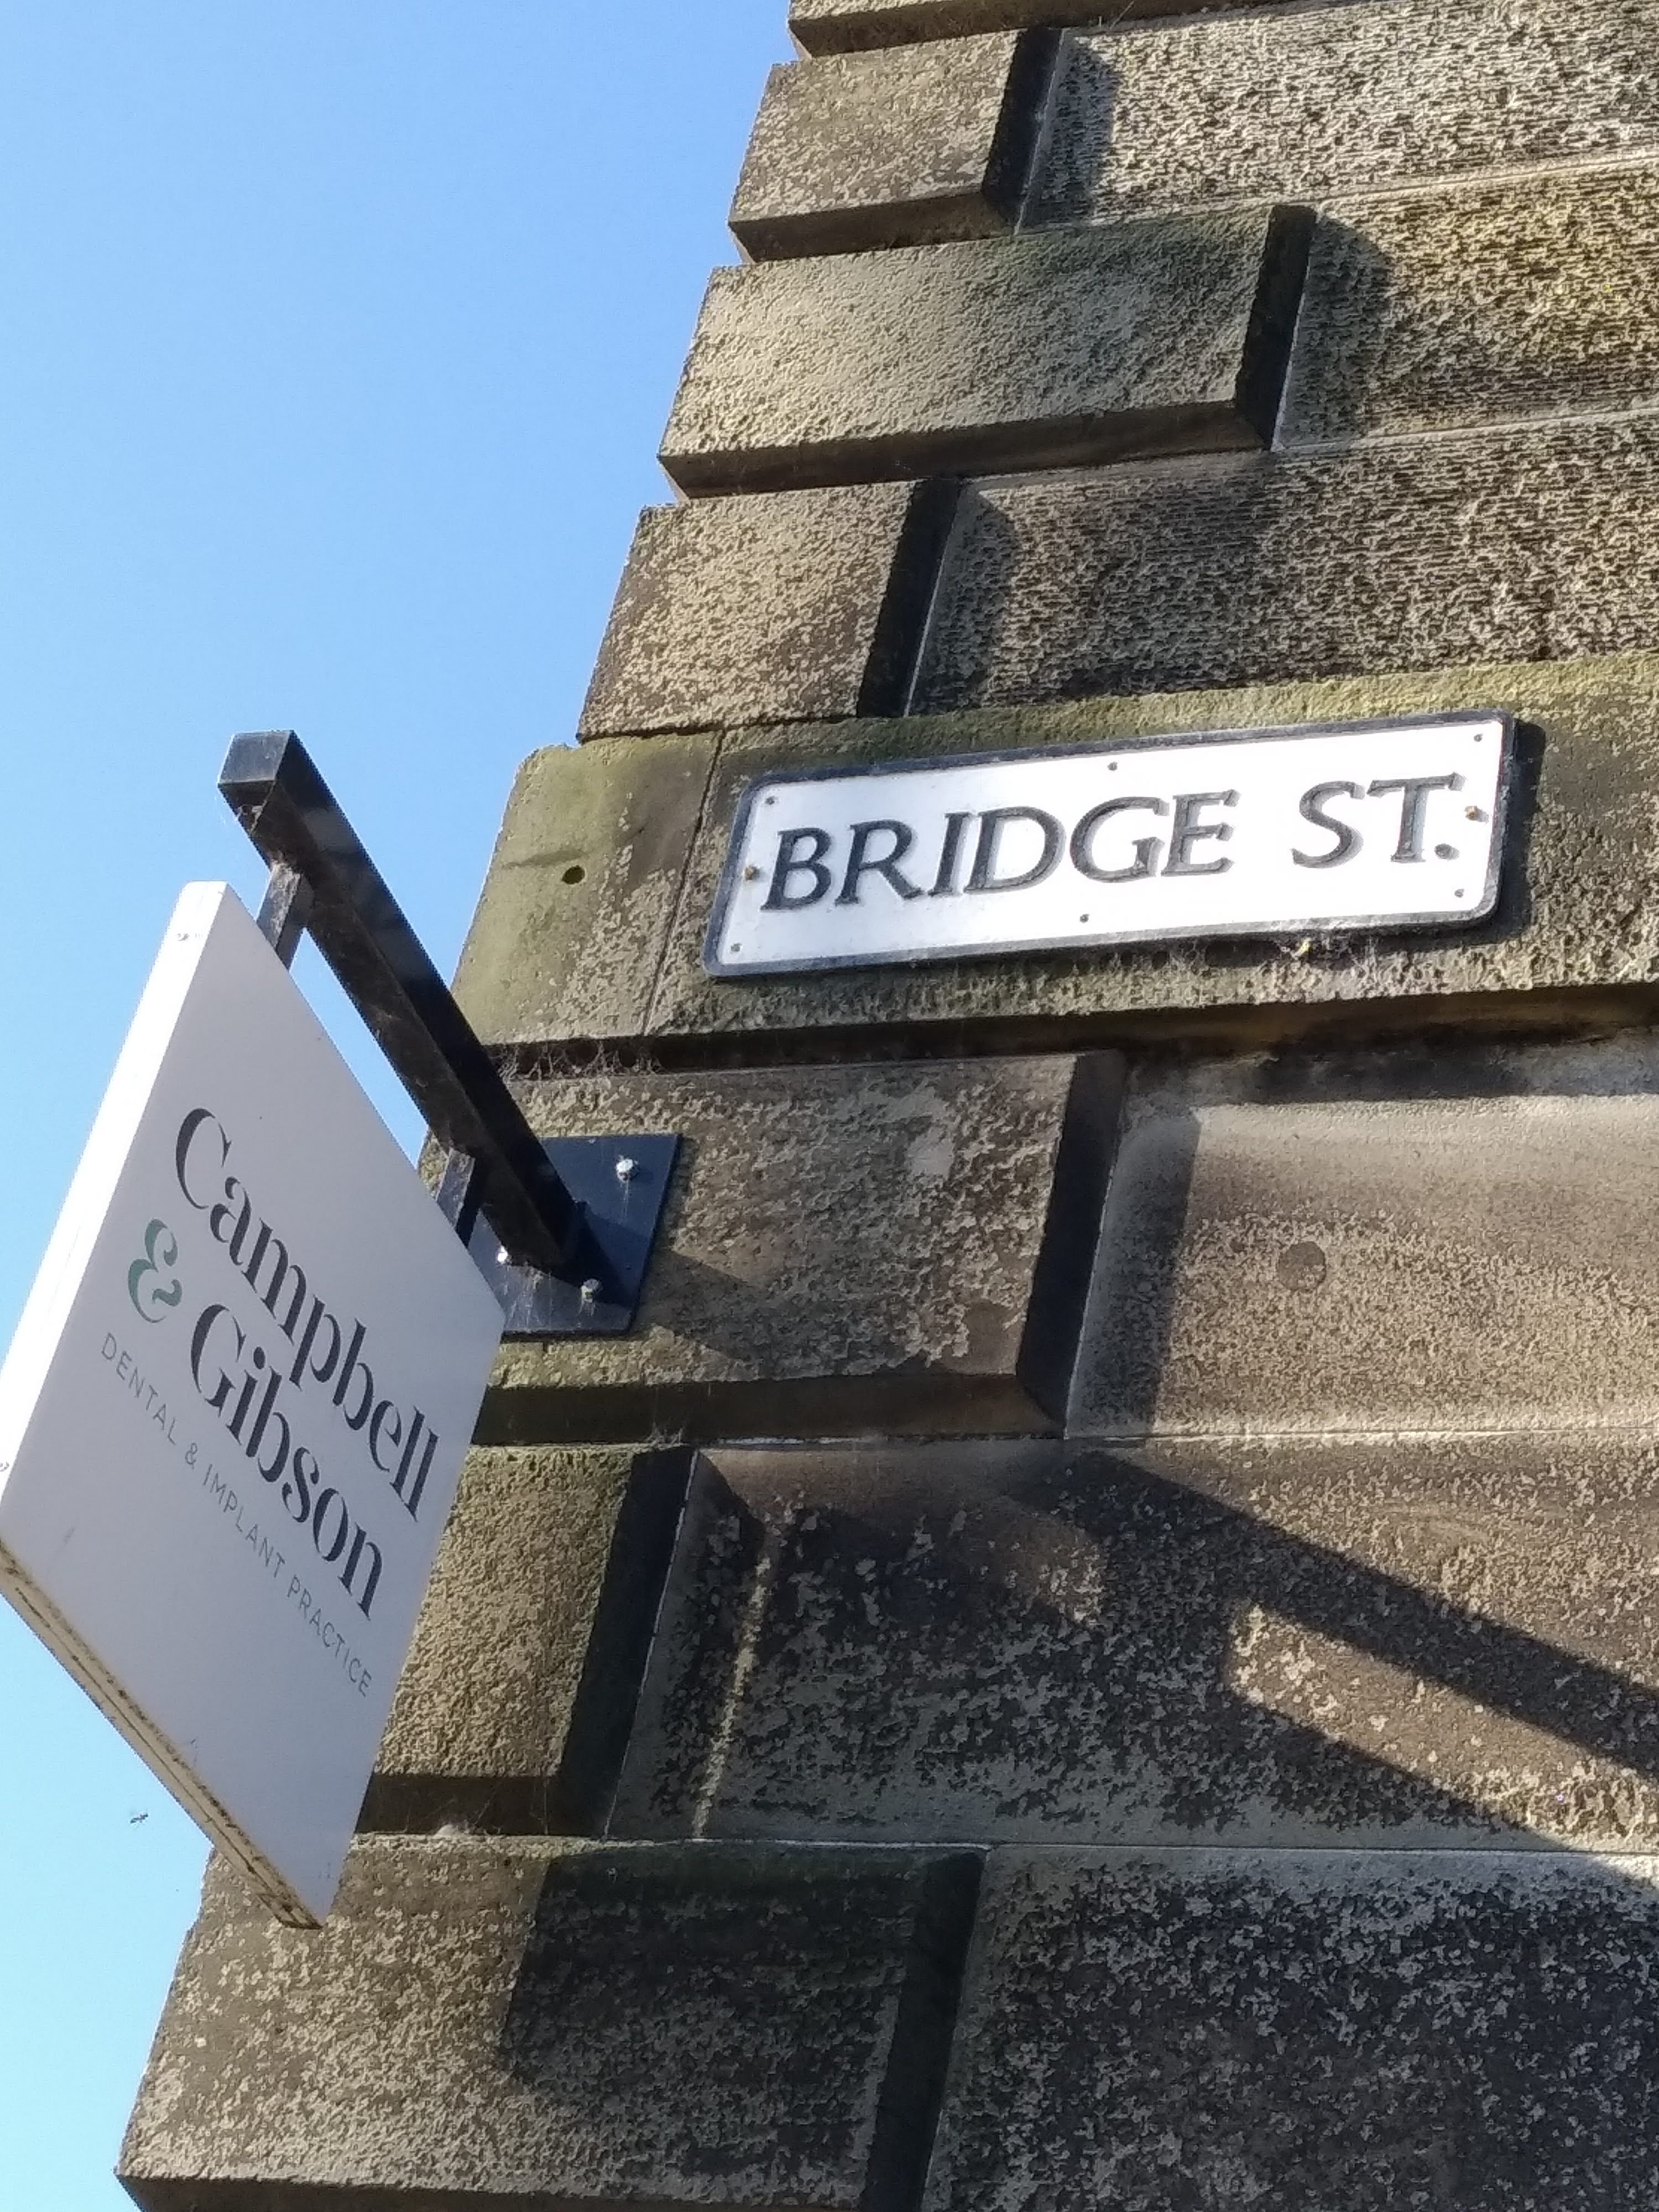 BRIDGE ST.
Campbell
& Gibson
DENTAL & IMPLANT PRACTICE